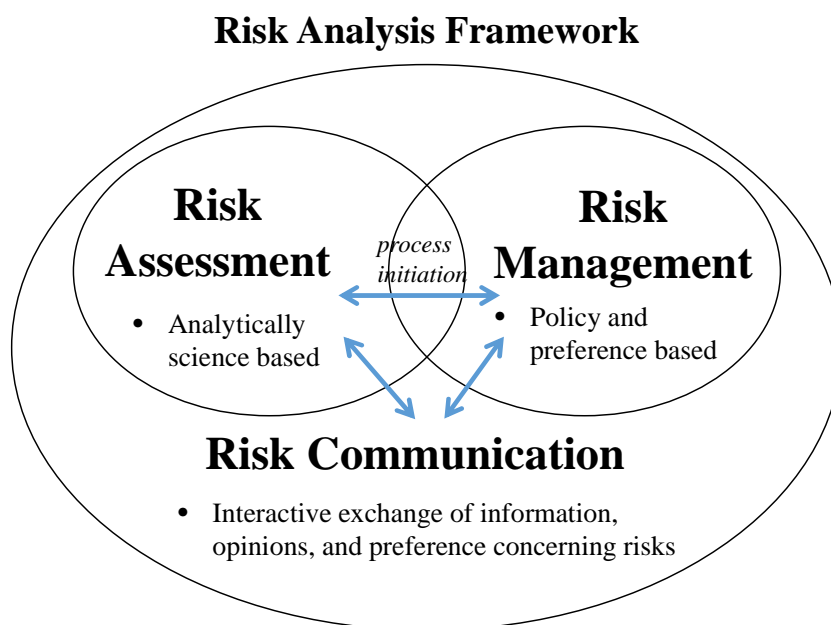 Risk Analysis Framework
Risk
Assessment
• Analytically
science based
process
initiation
Risk
Management
• Policy and
preference based
Risk Communication
• Interactive exchange of information,
opinions, and preference concerning risks